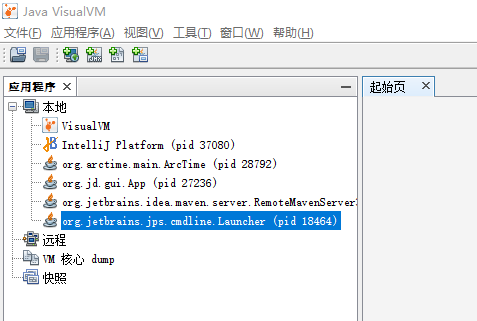 Java VisualVM
文件(F) 应用程序(A) 视图(V) 工具(T) 窗口(W) 帮助(H)
应用程序 起始页
本地
VisualVM
IntelliJ Platform (pid 37080)
org.arctime.main.ArcTime (pid 28792)
org.jd.gui.App (pid 27236)
org.jetbrains.idea.maven.server.RemoteMavenServer
org.jetbrains.jps.cmdline.Launcher (pid 18464)
远程
VM 核心 dump
快照